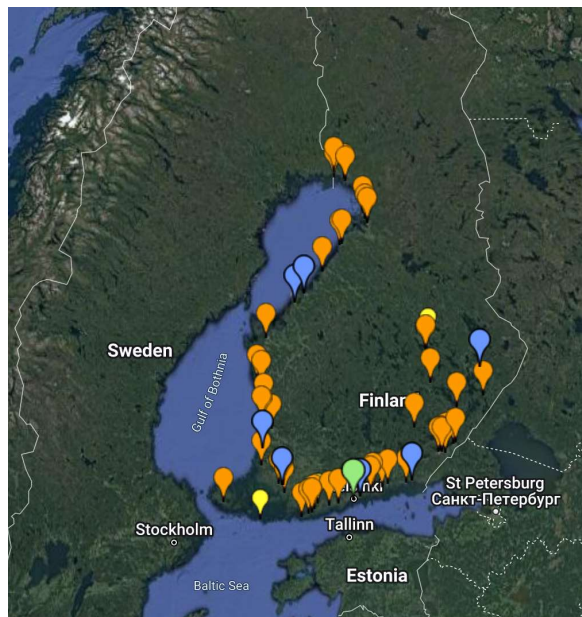 Sweden
Gulf of Bothnia
Finlan
St Petersburg
Санкт-Петербург
Stockholm
Tallinn
Estonia
Baltic Sea